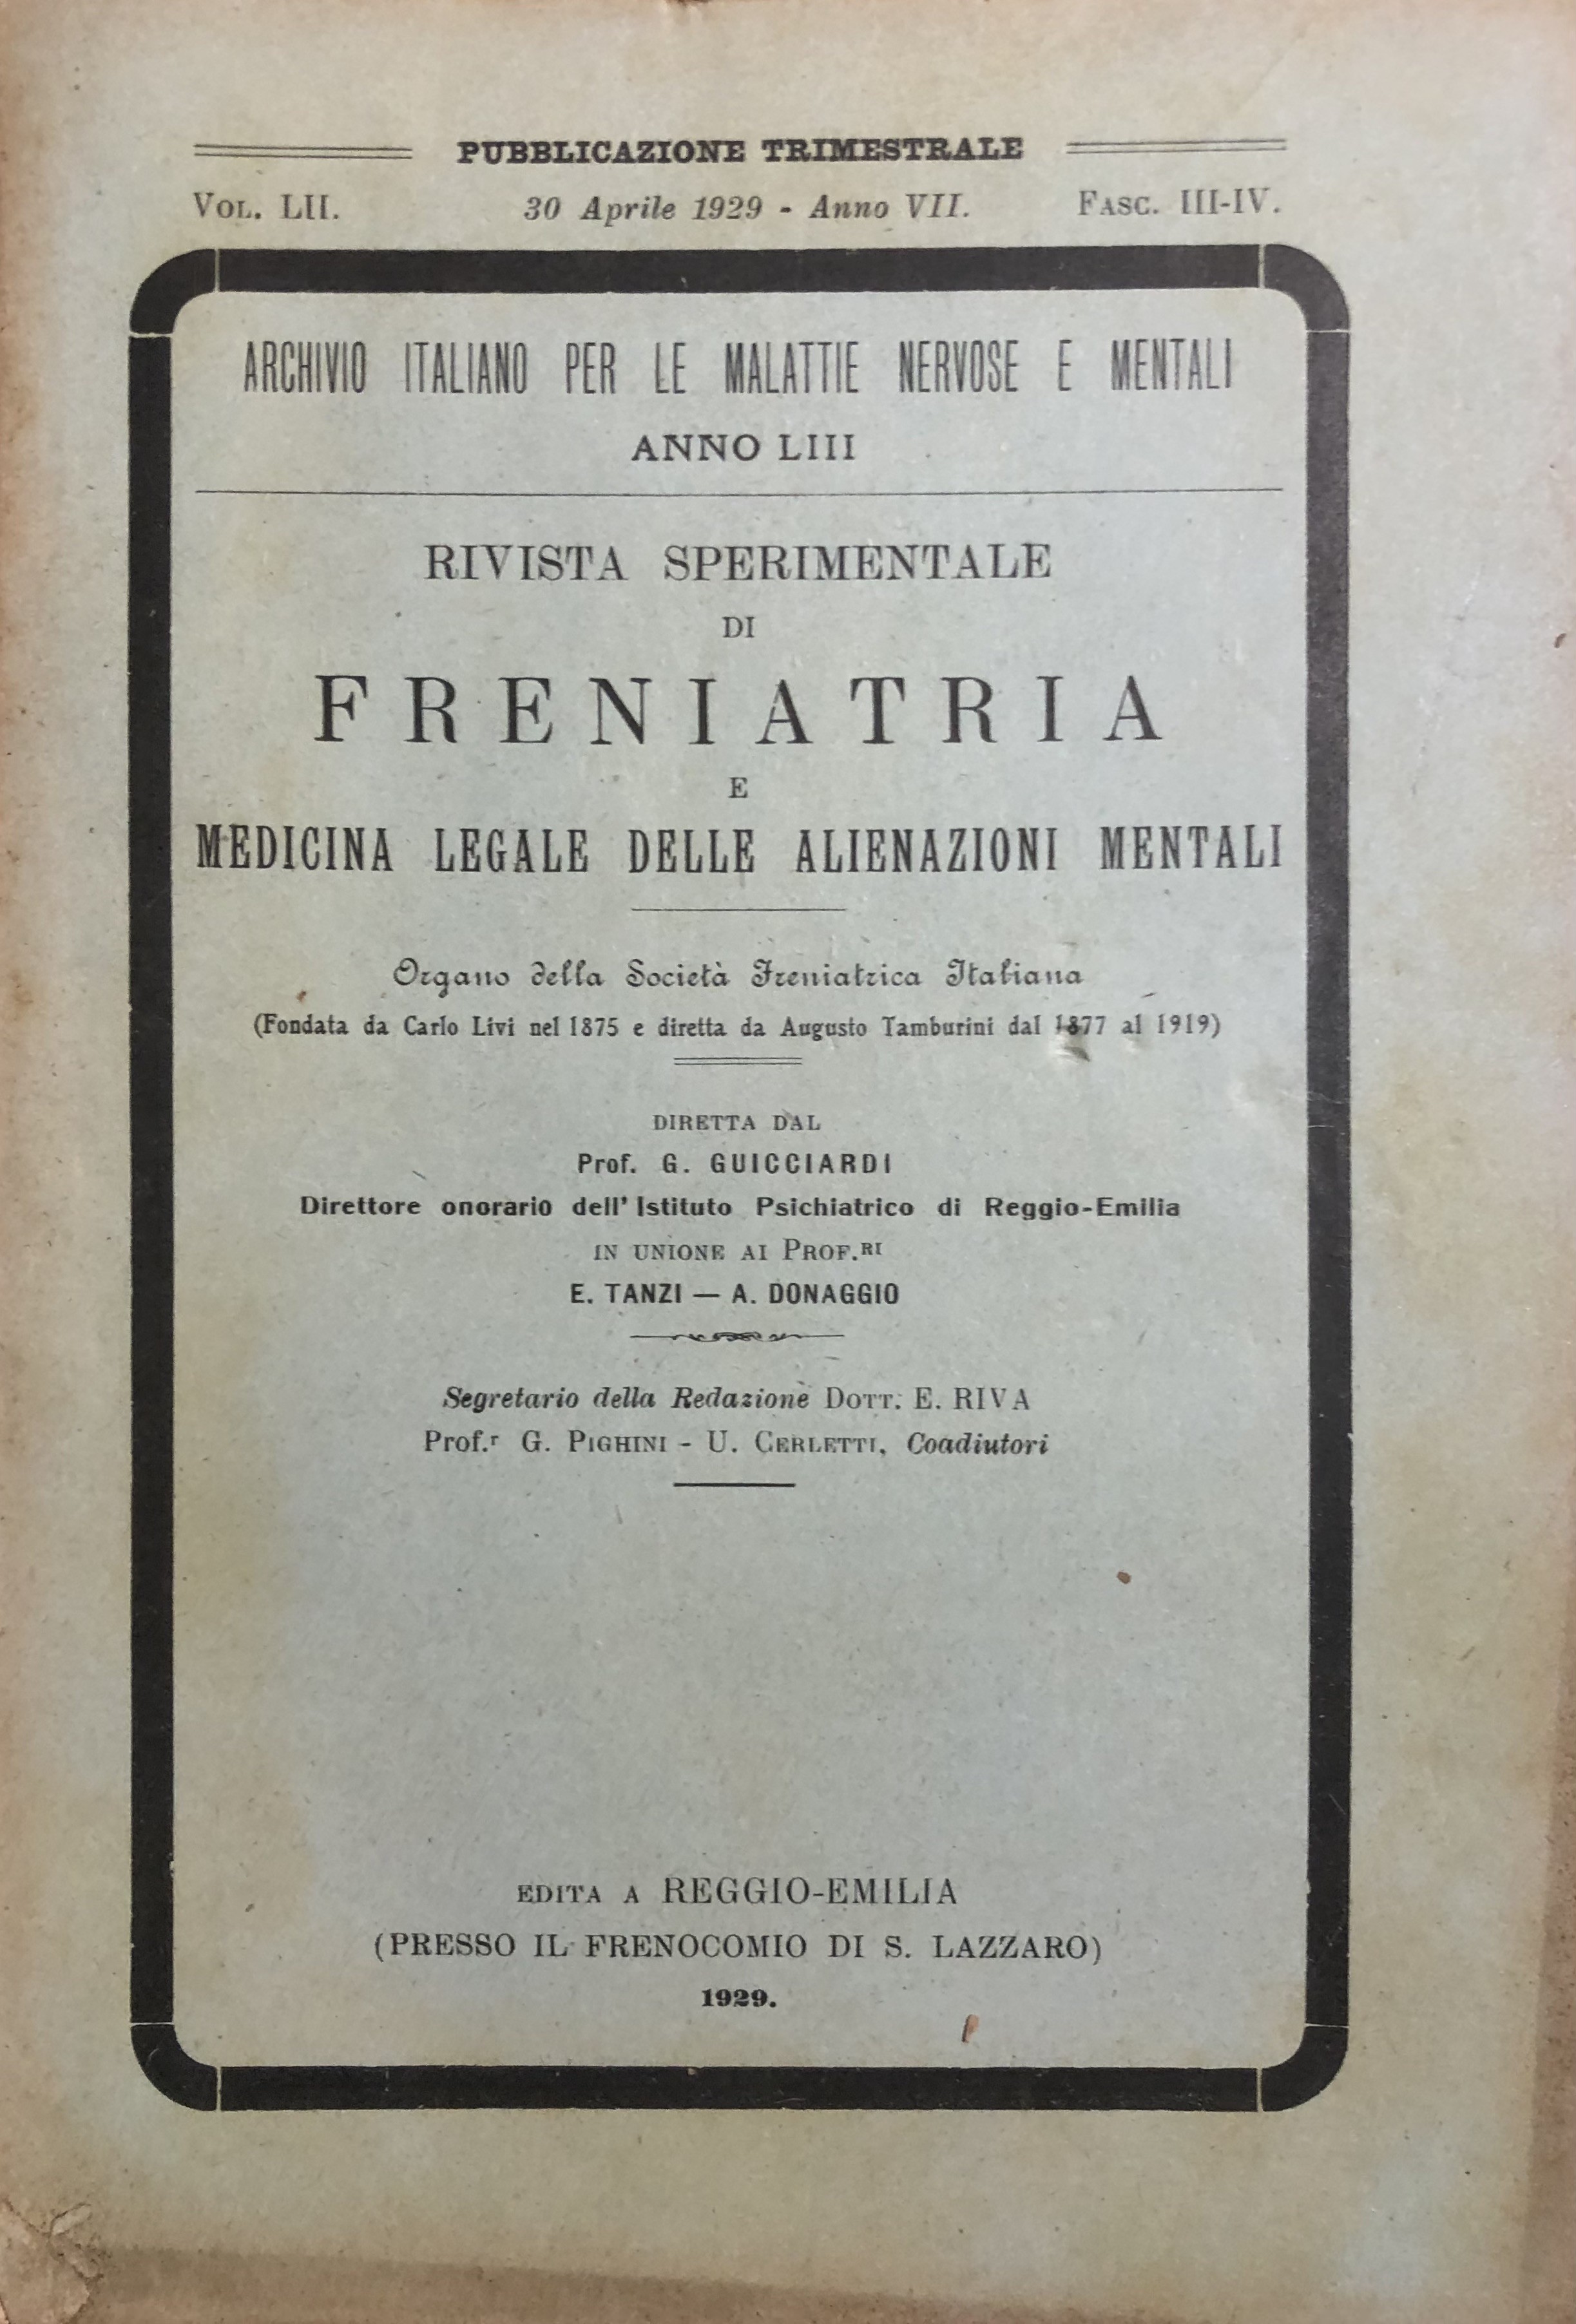 PUBBLICAZIONE TRIMESTRALE
VOL. LII. 30 Aprile 1929 - Anno VII. FASC. III-IV.
ARCHIVIO ITALIANO PER LE MALATTIE NERVOSE E MENTALI
ANNO LIII
RIVISTA SPERIMENTALE
DI
FRENIATRIA
E
MEDICINA LEGALE DELLE ALIENAZIONI MENTALI
Organo della Società Freniatrica Italiana
(Fondata da Carlo Livi nel 1875 e diretta da Augusto Tamburini dal 1877 al 1919)
DIRETTA DAL
Prof. G. GUICCIARDI
Direttore onorario dell' Istituto Psichiatrico di Reggio-Emilia
IN UNIONE AI PROF.RI
E. TANZI — A. DONAGGIO
Segretario della Redazione DOTT. E. RIVA
Prof.r G. PIGHINI - U. CERLETTI, Coadiutori
EDITA A REGGIO-EMILIA
(PRESSO IL FRENOCOMIO DI S. LAZZARO)
1929.